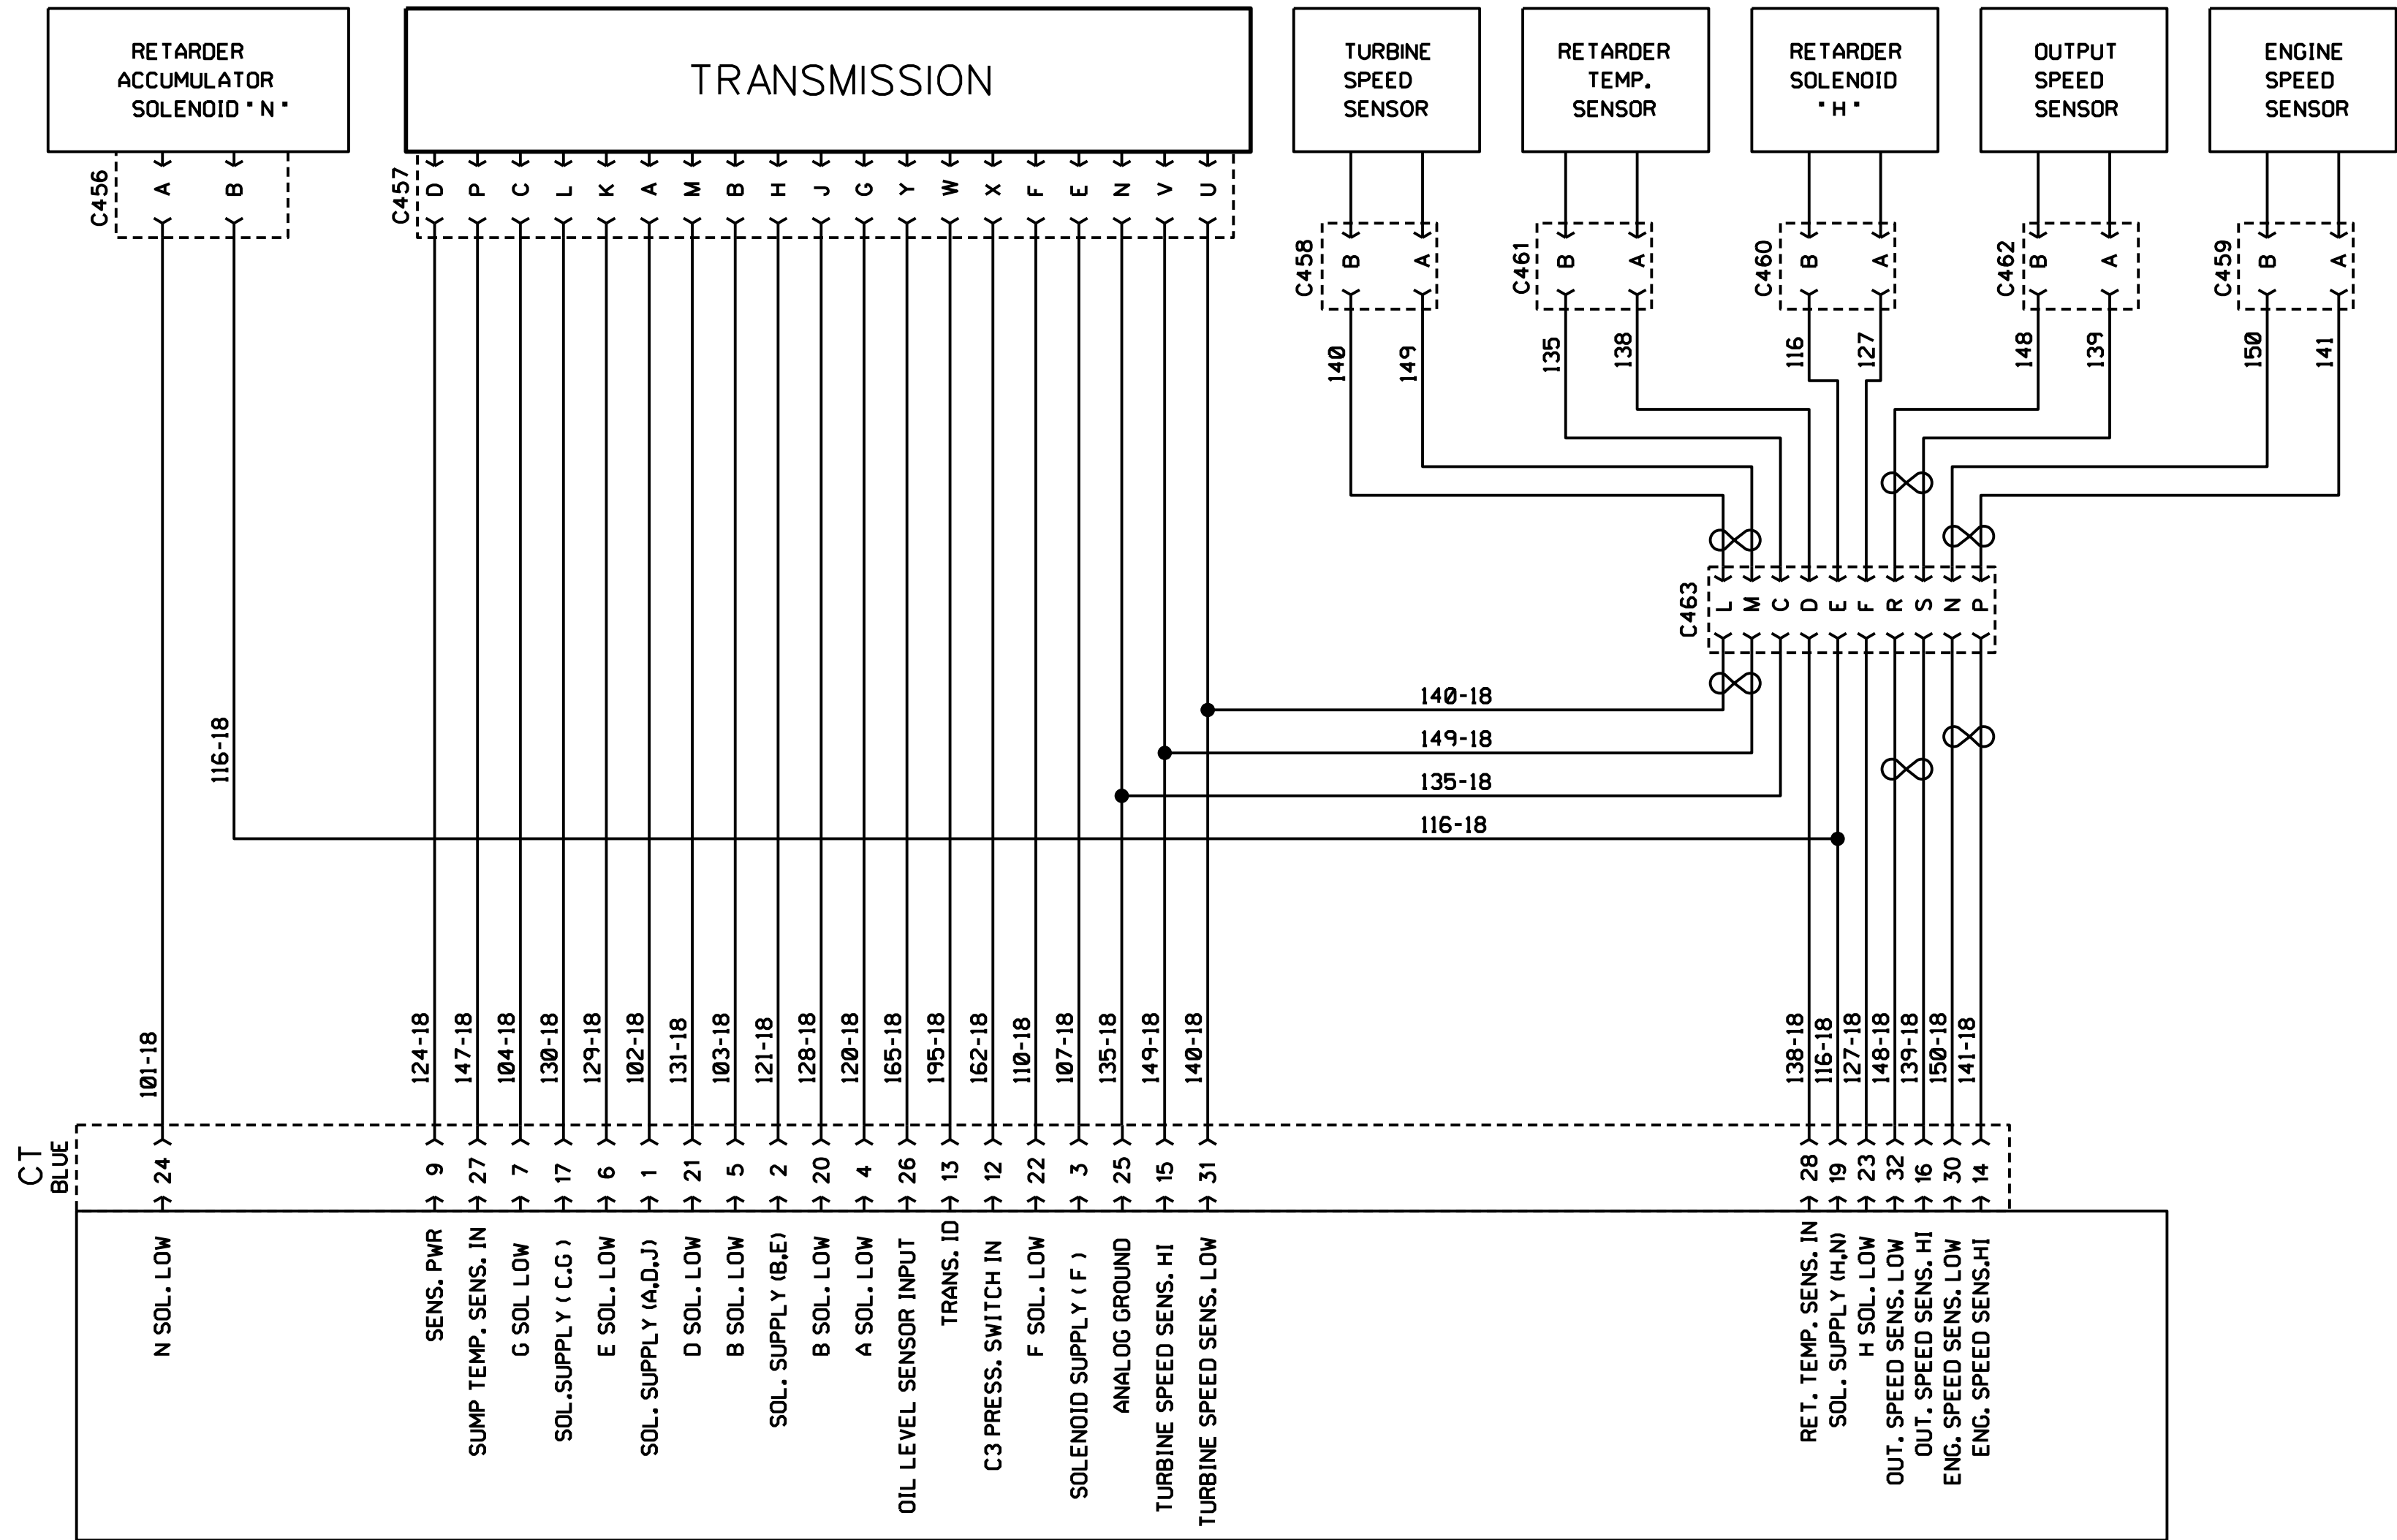 RETARDER
ACCUMULATOR
SOLENOID "N"
TRANSMISSION
TURBINE
SPEED
SENSOR
RETARDER
TEMP.
SENSOR
RETARDER
SOLENOID
"H"
OUTPUT
SPEED
SENSOR
ENGINE
SPEED
SENSOR
C456
A
B
C457
D
P
C
L
K
A
M
B
H
J
G
Y
W
X
F
E
N
V
U
C458
B
A
C461
B
A
C460
B
A
C462
B
A
C459
B
A
140
149
135
138
116
127
148
139
150
141
C463
L
M
C
D
E
F
R
S
N
P
140-18
149-18
135-18
116-18
116-18
101-18
124-18
147-18
104-18
130-18
129-18
102-18
131-18
103-18
121-18
128-18
120-18
165-18
195-18
162-18
110-18
107-18
135-18
149-18
140-18
138-18
116-18
127-18
148-18
139-18
150-18
141-18
CT
BLUE
24
9
27
7
17
6
1
21
5
2
20
4
26
13
12
22
3
25
15
31
28
19
23
32
16
30
14
N SOL. LOW
SENS. PWR
SUMP TEMP. SENS. IN
G SOL LOW
SOL.SUPPLY ( C.G )
E SOL. LOW
SOL. SUPPLY (A,D,J)
D SOL. LOW
B SOL. LOW
SOL. SUPPLY (B,E)
B SOL. LOW
A SOL. LOW
OIL LEVEL SENSOR INPUT
TRANS. ID
C3 PRESS. SWITCH IN
F SOL. LOW
SOLENOID SUPPLY ( F )
ANALOG GROUND
TURBINE SPEED SENS. HI
TURBINE SPEED SENS. LOW
RET. TEMP. SENS. IN
SOL. SUPPLY (H,N)
H SOL. LOW
OUT. SPEED SENS. LOW
OUT. SPEED SENS. HI
ENG. SPEED SENS. LOW
ENG. SPEED SENS.HI